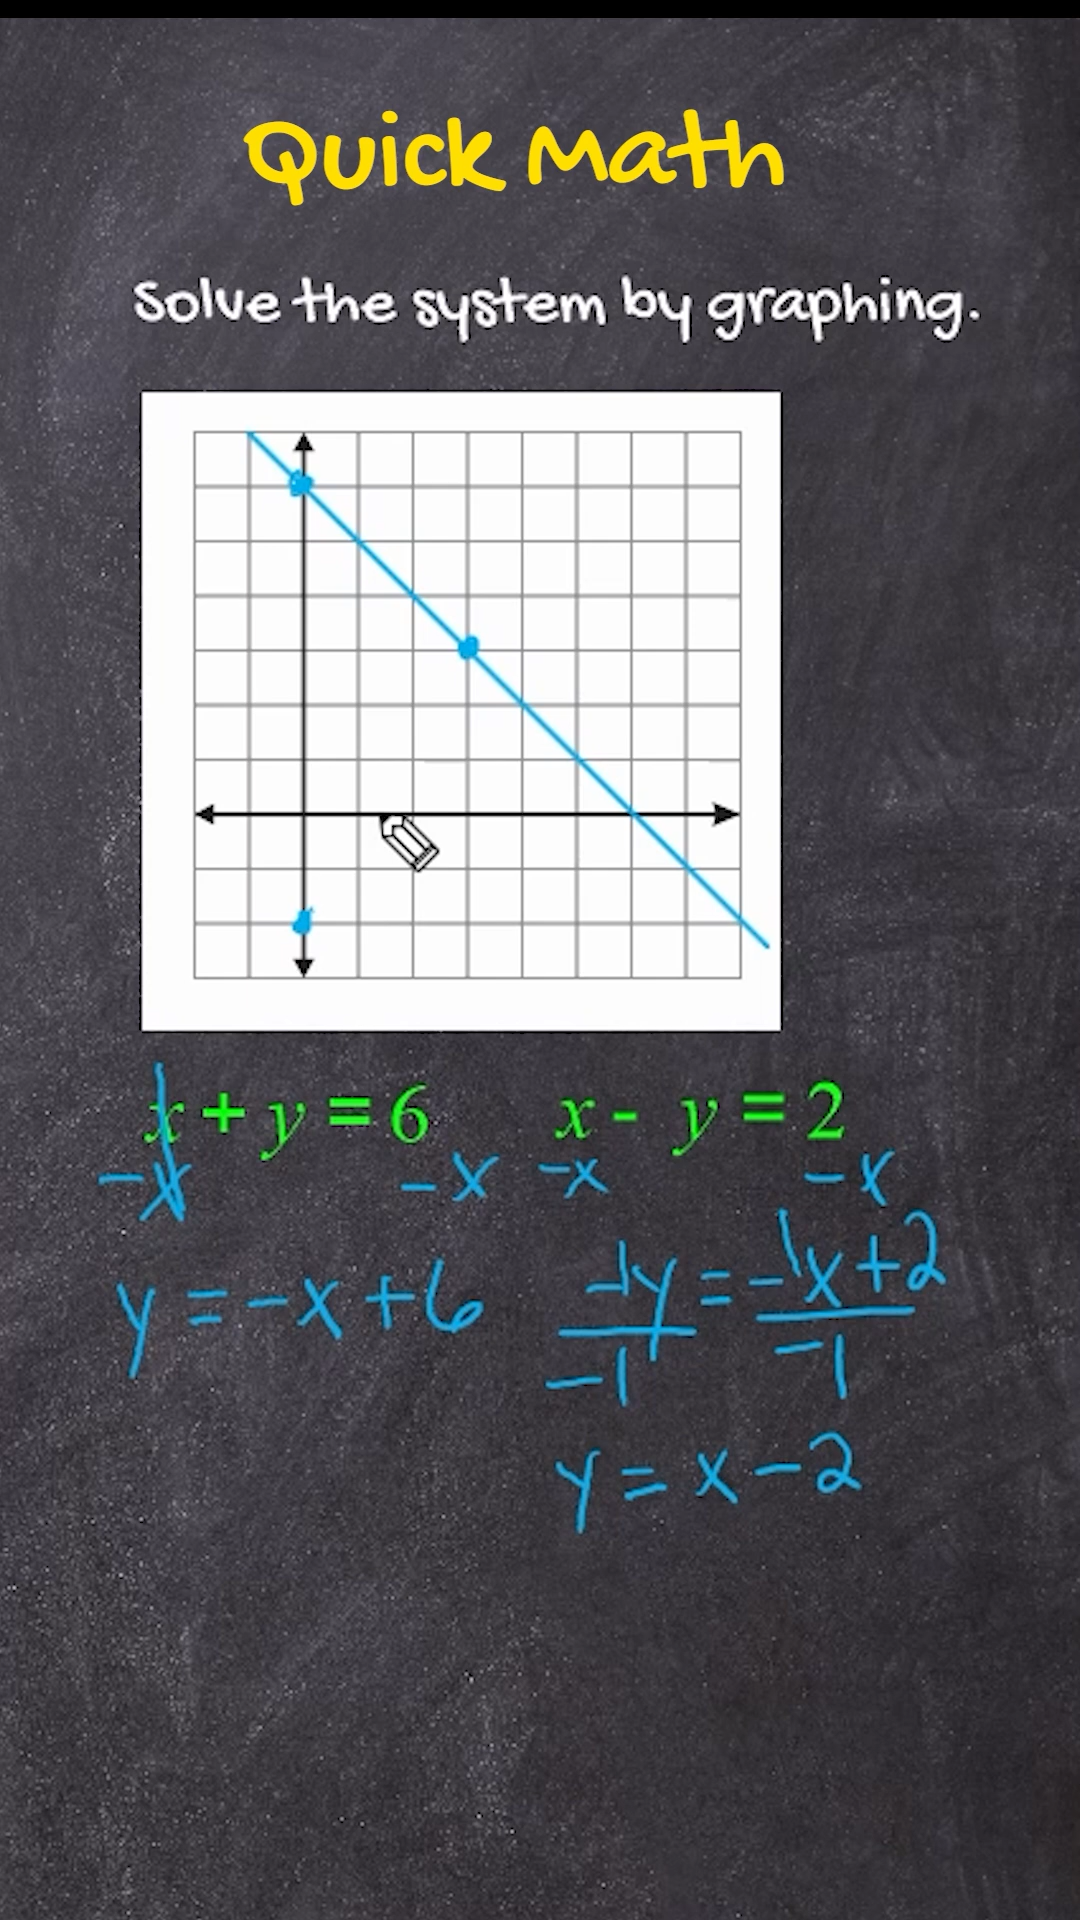 Quick Math
Solve the system by graphing.
x + y = 6 x - y = 2
-x -x -x -x
y = -x + 6 -1y = -1x + 2
-1 -1
y = x - 2